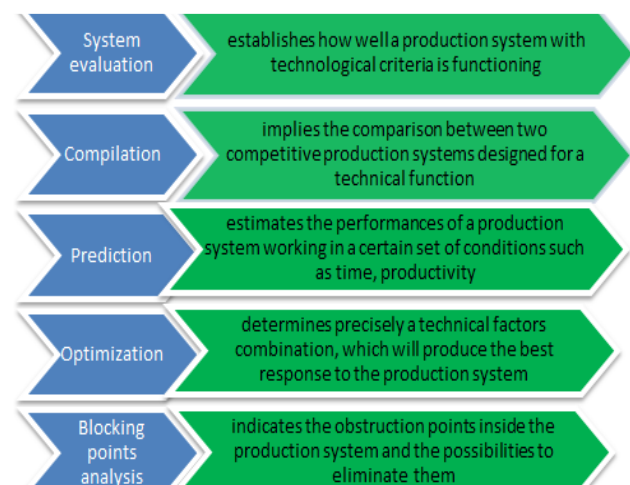 System
evaluation
establishes how well a production system with
technological criteria is functioning
Compilation
implies the comparison between two
competitive production systems designed for a
technical function
Prediction
estimates the performances of a production
system working in a certain set of conditions such
as time, productivity
Optimization
determines precisely a technical factors
combination, which will produce the best
response to the production system
Blocking
points
analysis
indicates the obstruction points inside the
production system and the possibilities to
eliminate them